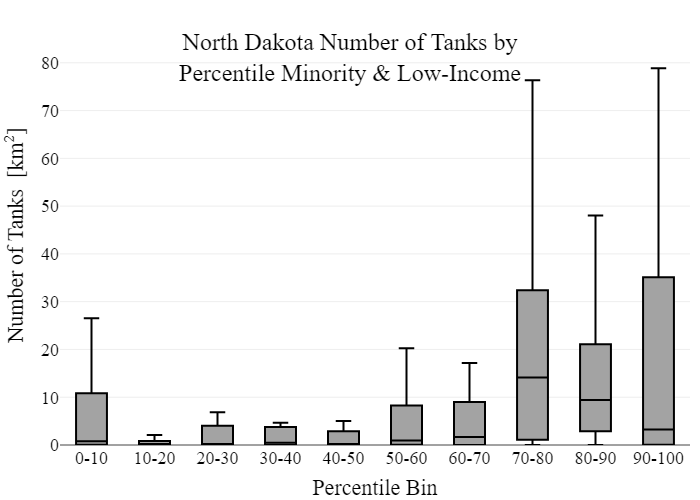 North Dakota Number of Tanks by
Percentile Minority & Low-Income
Number of Tanks [km²]
80
70
60
50
40
30
20
10
0
0-10 10-20 20-30 30-40 40-50 50-60 60-70 70-80 80-90 90-100
Percentile Bin